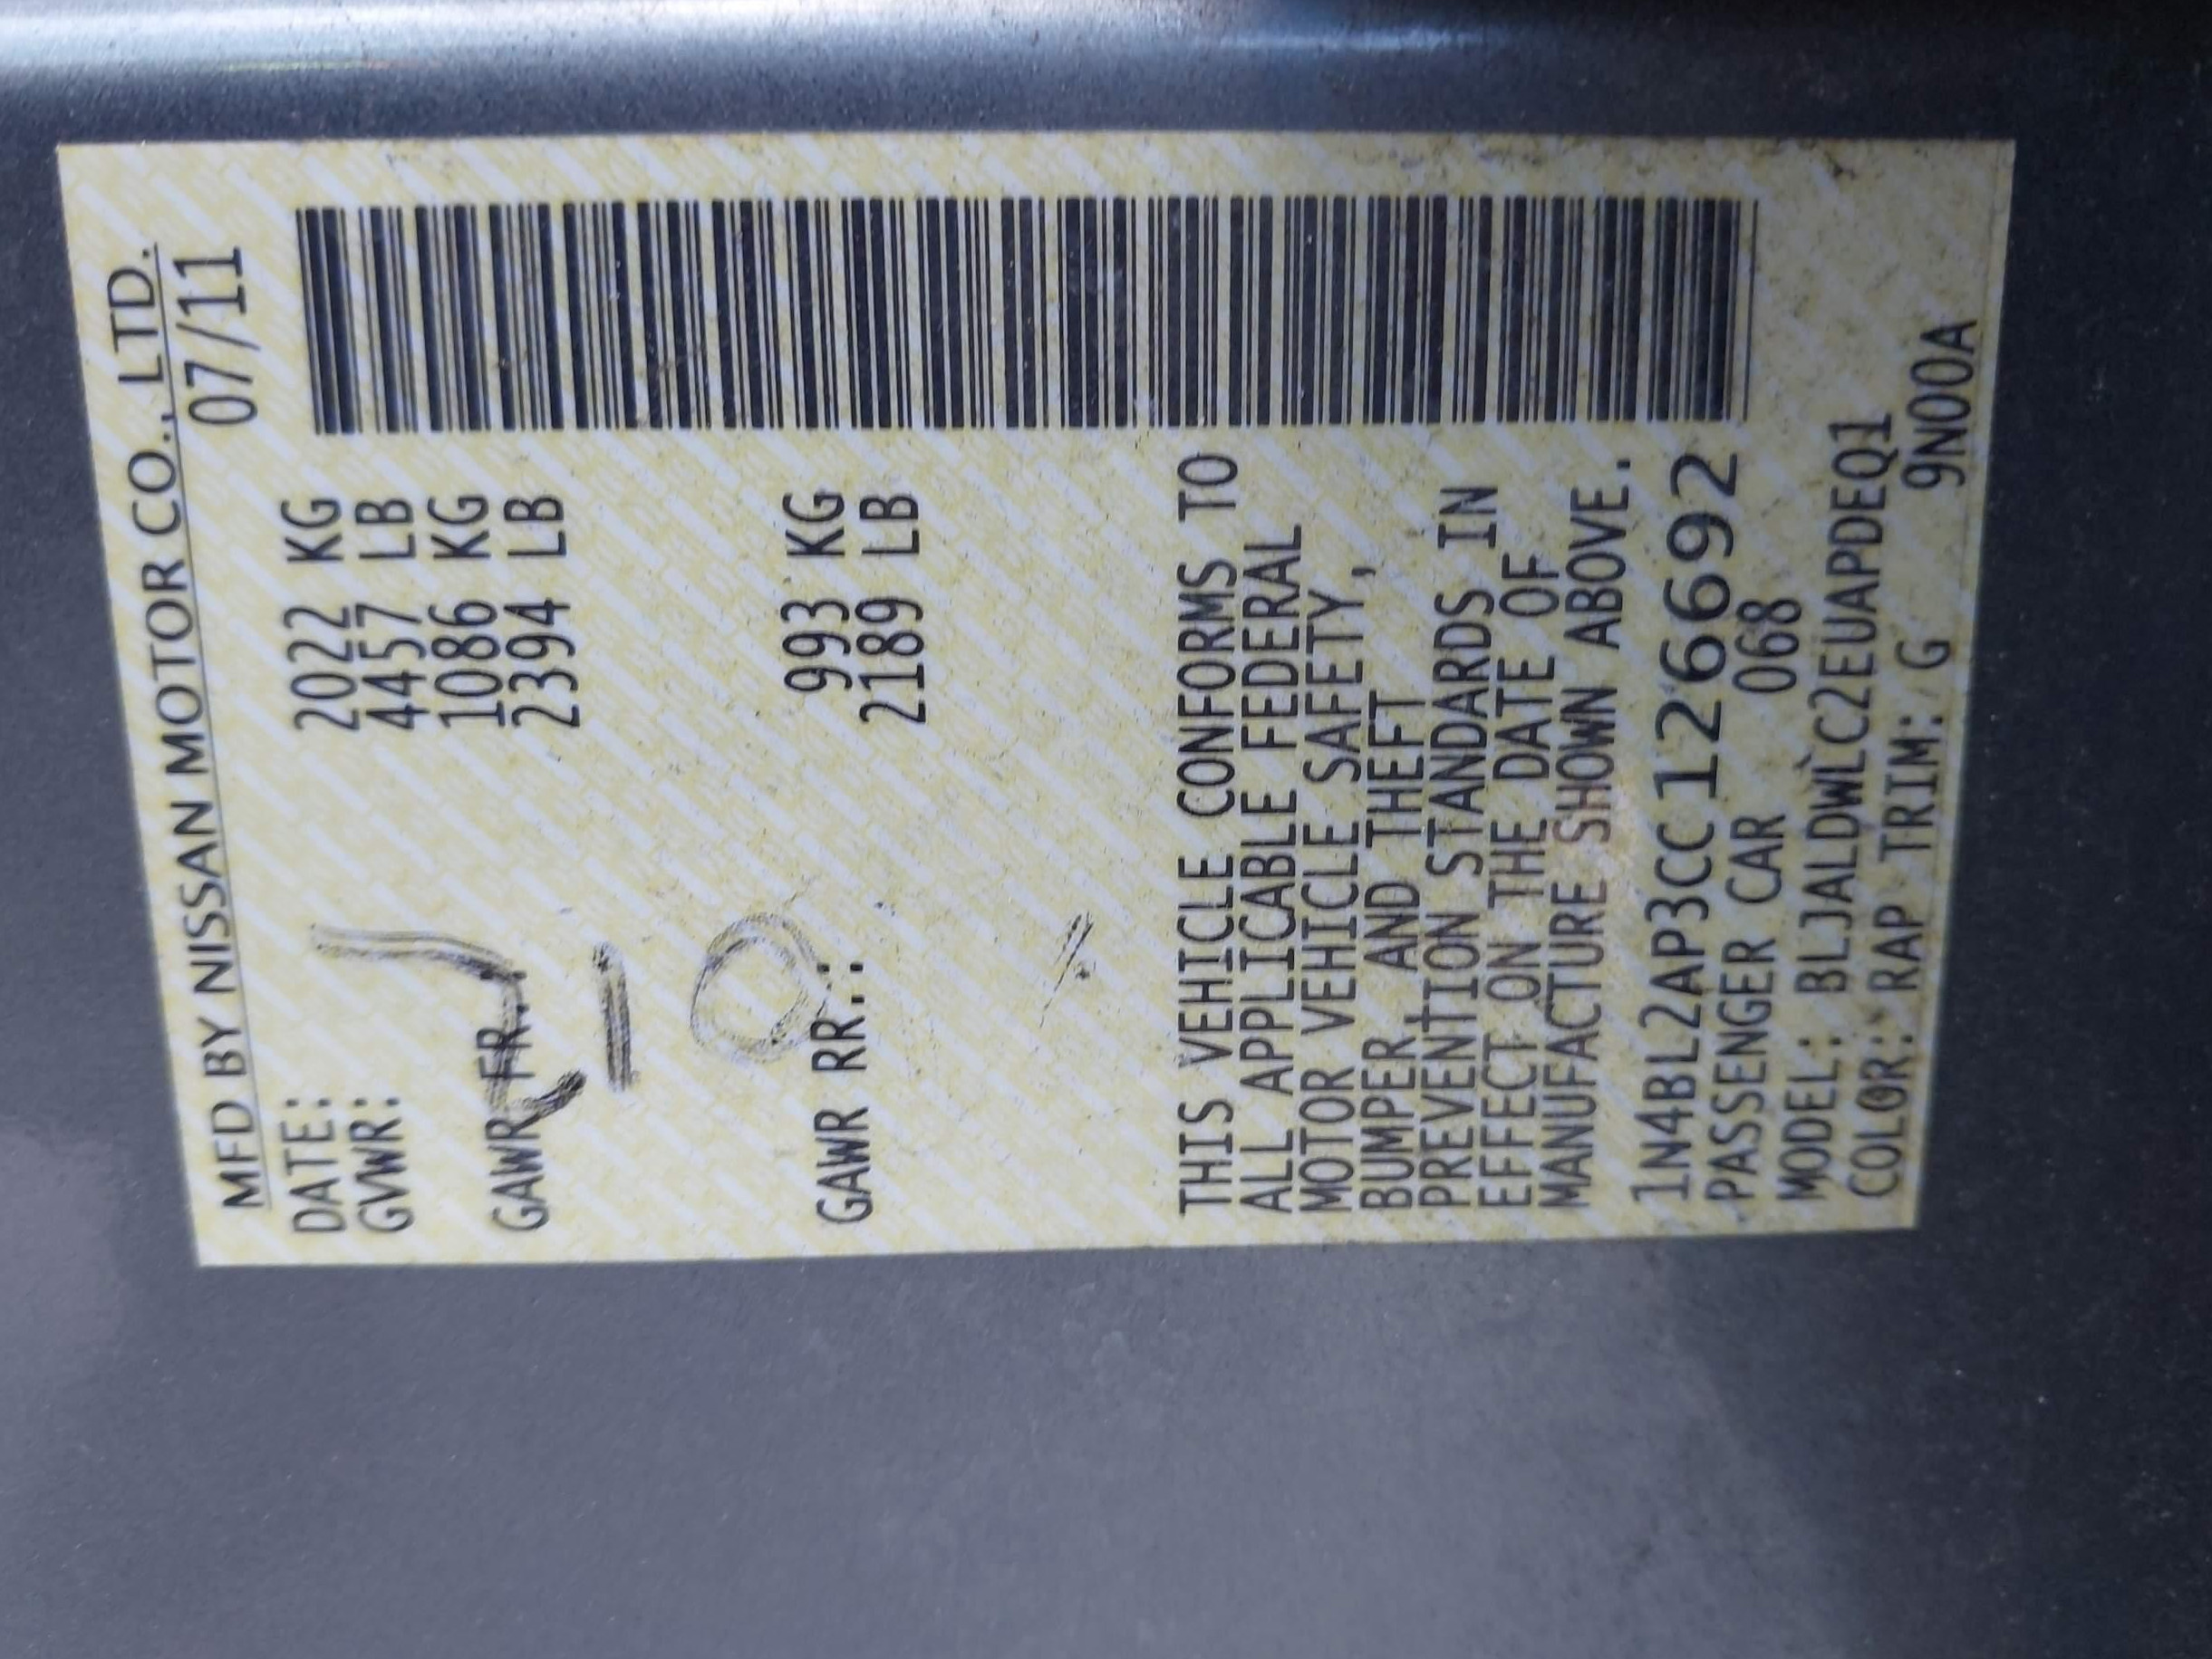 MFD BY NISSAN MOTOR CO., LTD.
DATE: 07/11
GVWR: 2022 KG
4457 LB
GAWR FR.: 1086 KG
2394 LB
GAWR RR.: 993 KG
2189 LB
THIS VEHICLE CONFORMS TO
ALL APPLICABLE FEDERAL
MOTOR VEHICLE SAFETY,
BUMPER AND THEFT
PREVENTION STANDARDS IN
EFFECT ON THE DATE OF
MANUFACTURE SHOWN ABOVE.
1N4BL2AP3CC126692
PASSENGER CAR 068
MODEL: BLJALDWLC2EUAPDEQ1
COLOR: RAP TRIM: G 9N00A